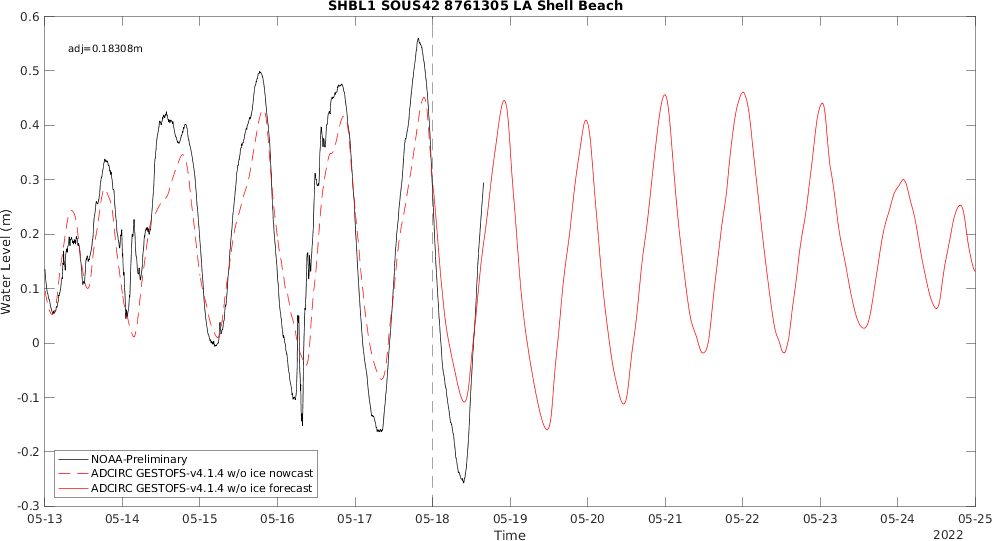 SHBL1 SOUS42 8761305 LA Shell Beach
adj=0.18308m
0.6
0.5
0.4
0.3
0.2
0.1
0
-0.1
-0.2
-0.3
Water Level (m)
NOAA-Preliminary
ADCIRC GESTOFS-v4.1.4 w/o ice nowcast
ADCIRC GESTOFS-v4.1.4 w/o ice forecast
05-13 05-14 05-15 05-16 05-17 05-18 05-19 05-20 05-21 05-22 05-23 05-24 05-25
Time
2022